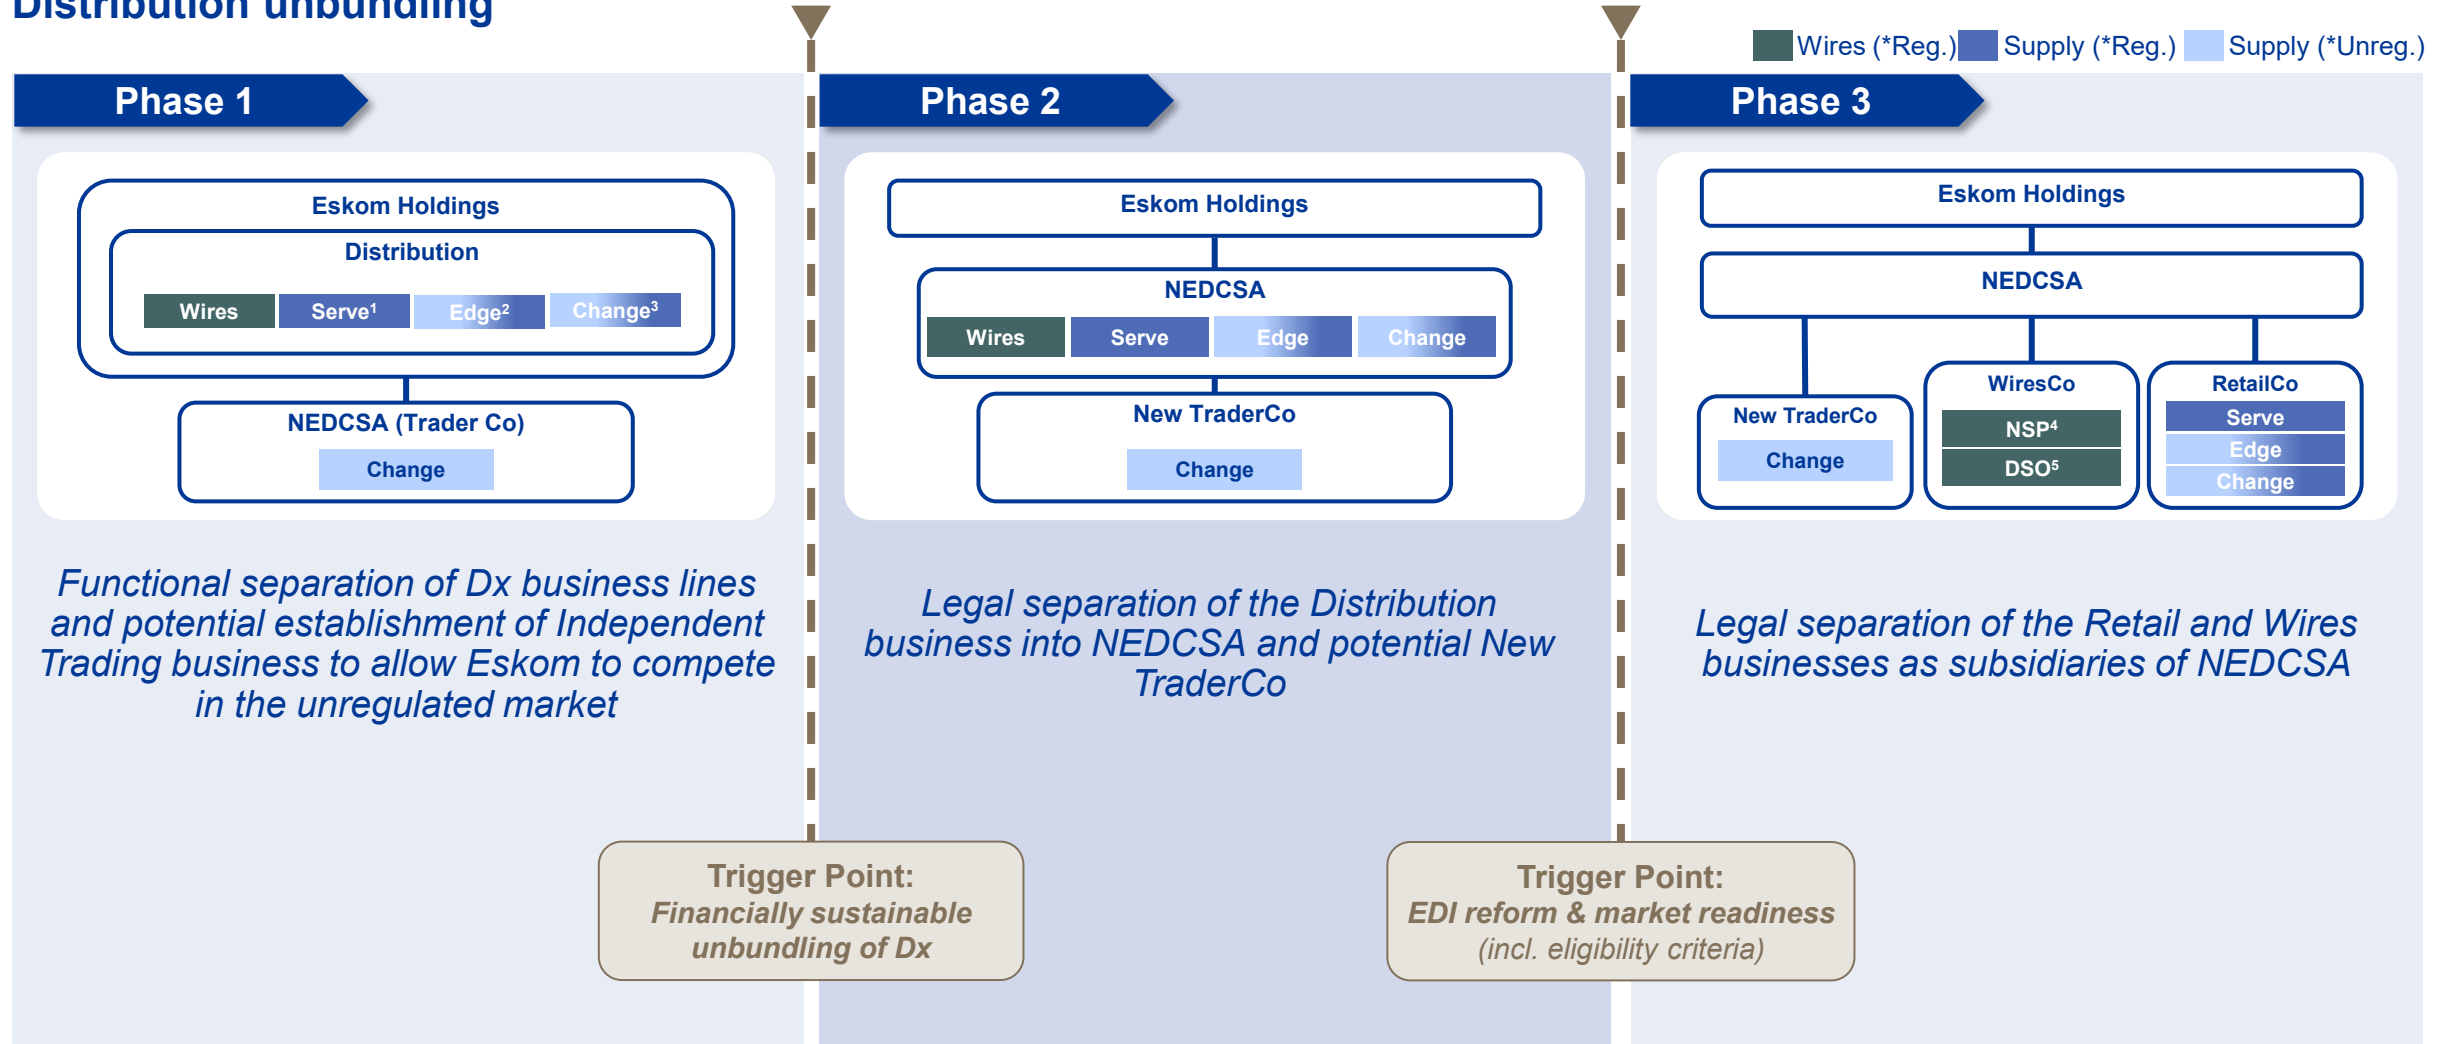 Distribution unbundling
Wires (*Reg.) Supply (*Reg.) Supply (*Unreg.)
Phase 1
Eskom Holdings
Distribution
Wires Serve¹ Edge² Change³
NEDCSA (Trader Co)
Change
Functional separation of Dx business lines
and potential establishment of Independent
Trading business to allow Eskom to compete
in the unregulated market
Trigger Point:
Financially sustainable
unbundling of Dx
Phase 2
Eskom Holdings
NEDCSA
Wires Serve Edge Change
New TraderCo
Change
Legal separation of the Distribution
business into NEDCSA and potential New
TraderCo
Trigger Point:
EDI reform & market readiness
(incl. eligibility criteria)
Phase 3
Eskom Holdings
NEDCSA
New TraderCo
Change
WiresCo
NSP⁴
DSO⁵
RetailCo
Serve
Edge
Change
Legal separation of the Retail and Wires
businesses as subsidiaries of NEDCSA